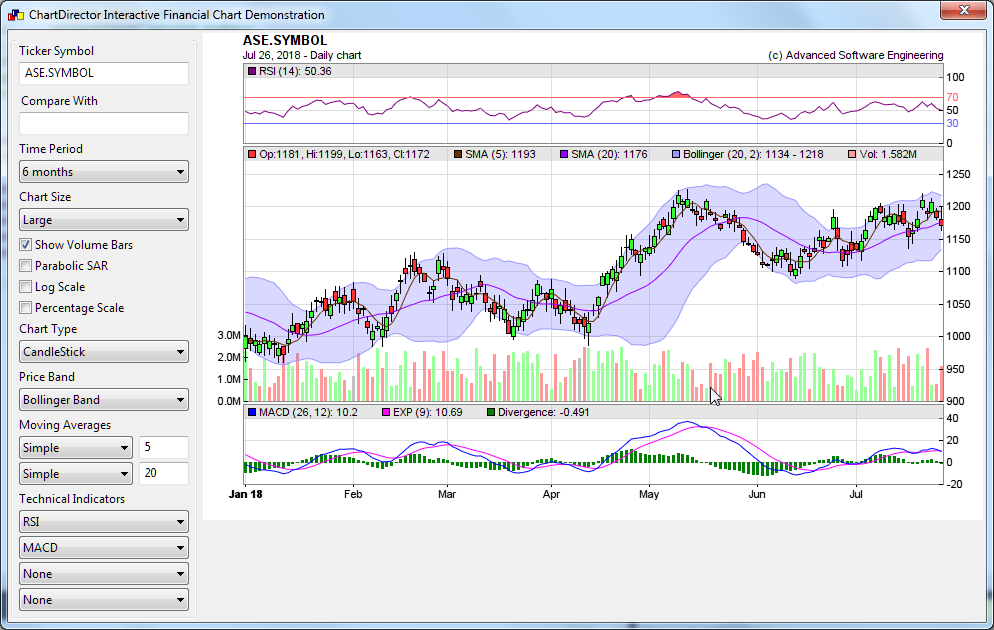 ChartDirector Interactive Financial Chart Demonstration
Ticker Symbol
ASE.SYMBOL
Compare With
Time Period
6 months
Chart Size
Large
Show Volume Bars
Parabolic SAR
Log Scale
Percentage Scale
Chart Type
CandleStick
Price Band
Bollinger Band
Moving Averages
Simple 5
Simple 20
Technical Indicators
RSI
MACD
None
None
ASE.SYMBOL
Jul 26, 2018 - Daily chart (c) Advanced Software Engineering
RSI (14): 50.36
100
70
50
30
0
Op:1181, Hi:1199, Lo:1163, Cl:1172 SMA (5): 1193 SMA (20): 1176 Bollinger (20, 2): 1134 - 1218 Vol: 1.582M
1250
1200
1150
1100
1050
3.0M 1000
2.0M
950
1.0M
0.0M 900
MACD (26, 12): 10.2 EXP (9): 10.69 Divergence: -0.491
40
20
0
-20
Jan 18 Feb Mar Apr May Jun Jul